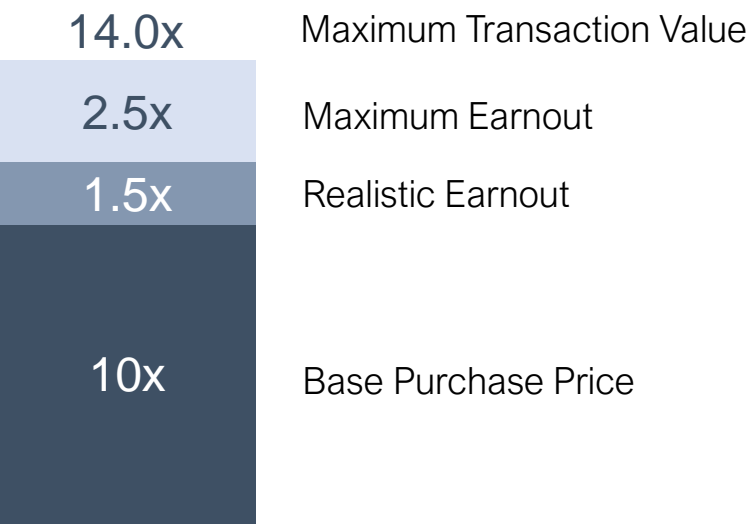 14.0x Maximum Transaction Value
2.5x Maximum Earnout
1.5x Realistic Earnout
10x Base Purchase Price